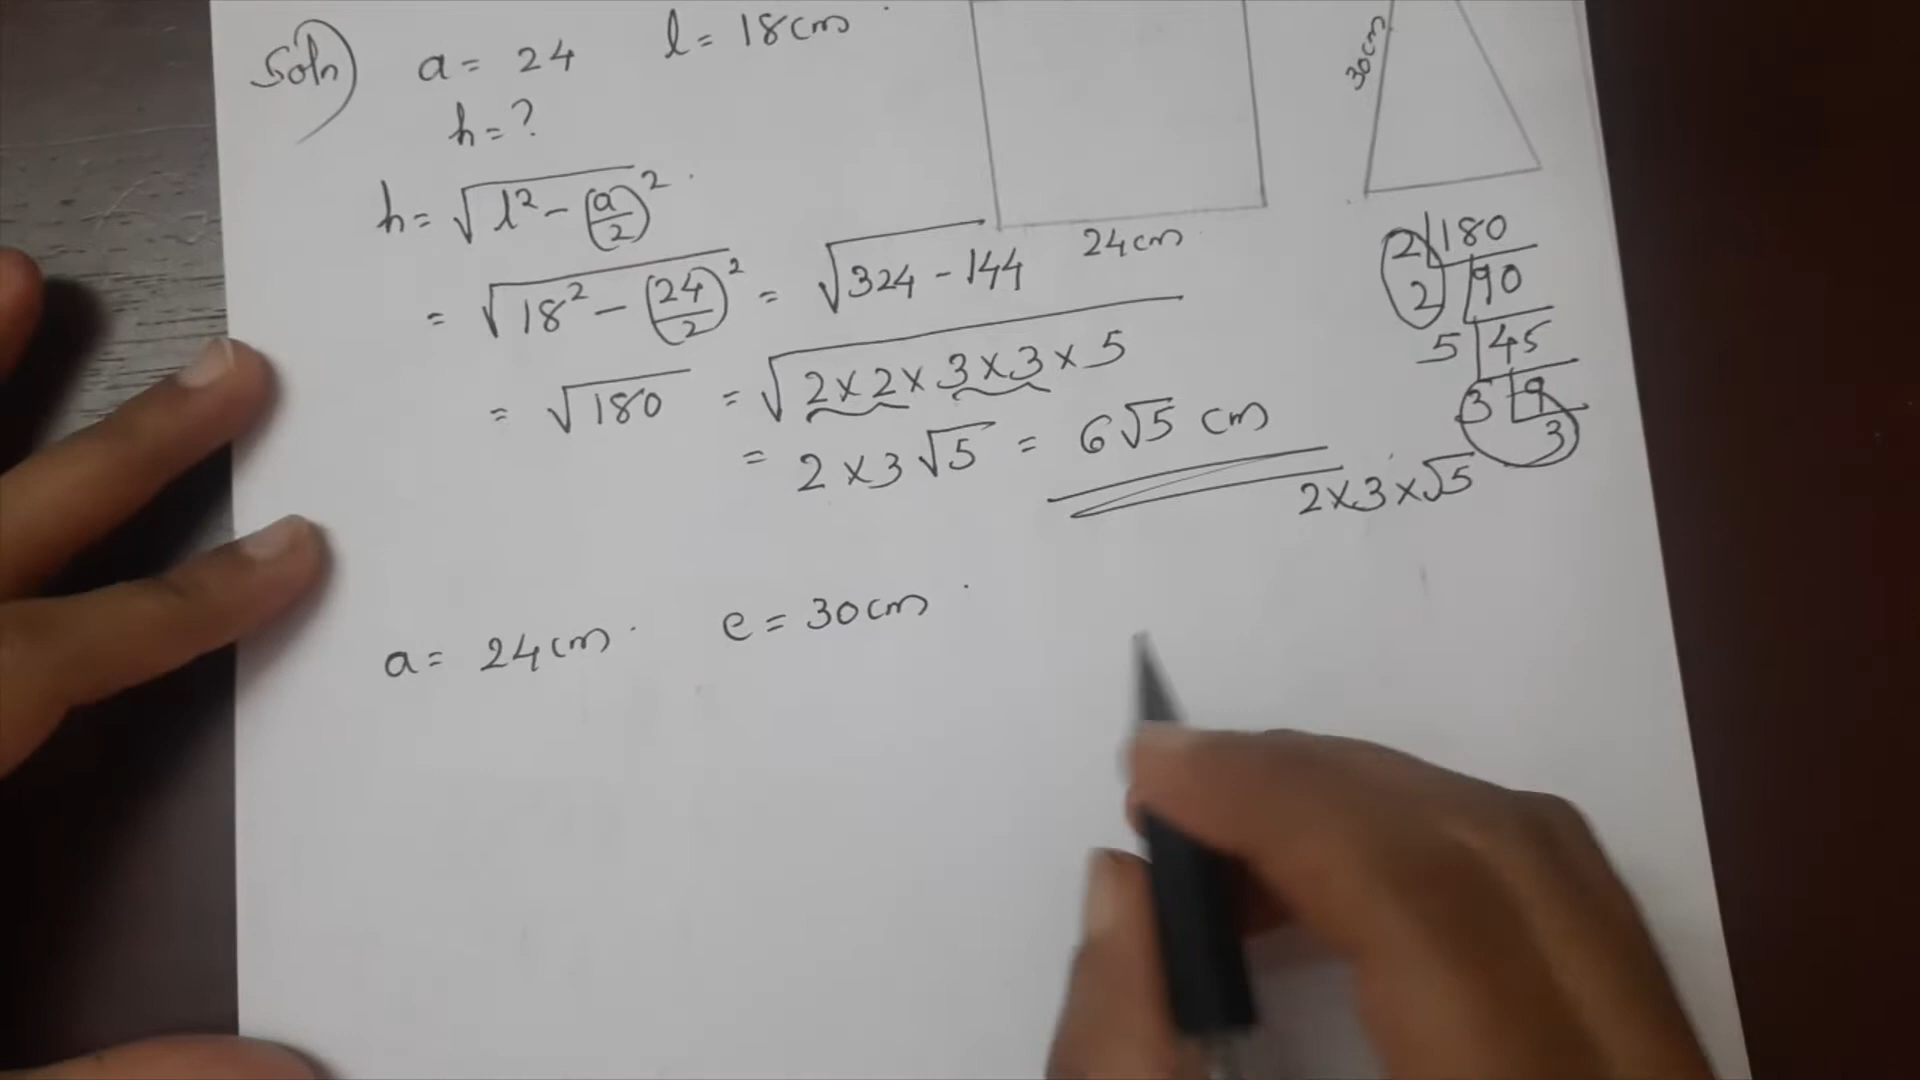 Soln) a = 24 l = 18cm
h = ?
h = √(l² - (a/2)²)
= √(18² - (24/2)²) = √(324 - 144)
= √180 = √(2×2×3×3×5)
= 2×3√5 = 6√5 cm
a = 24cm e = 30cm
24cm
30cm
2|180
2|90
5|45
3|9
3
2×3×√5